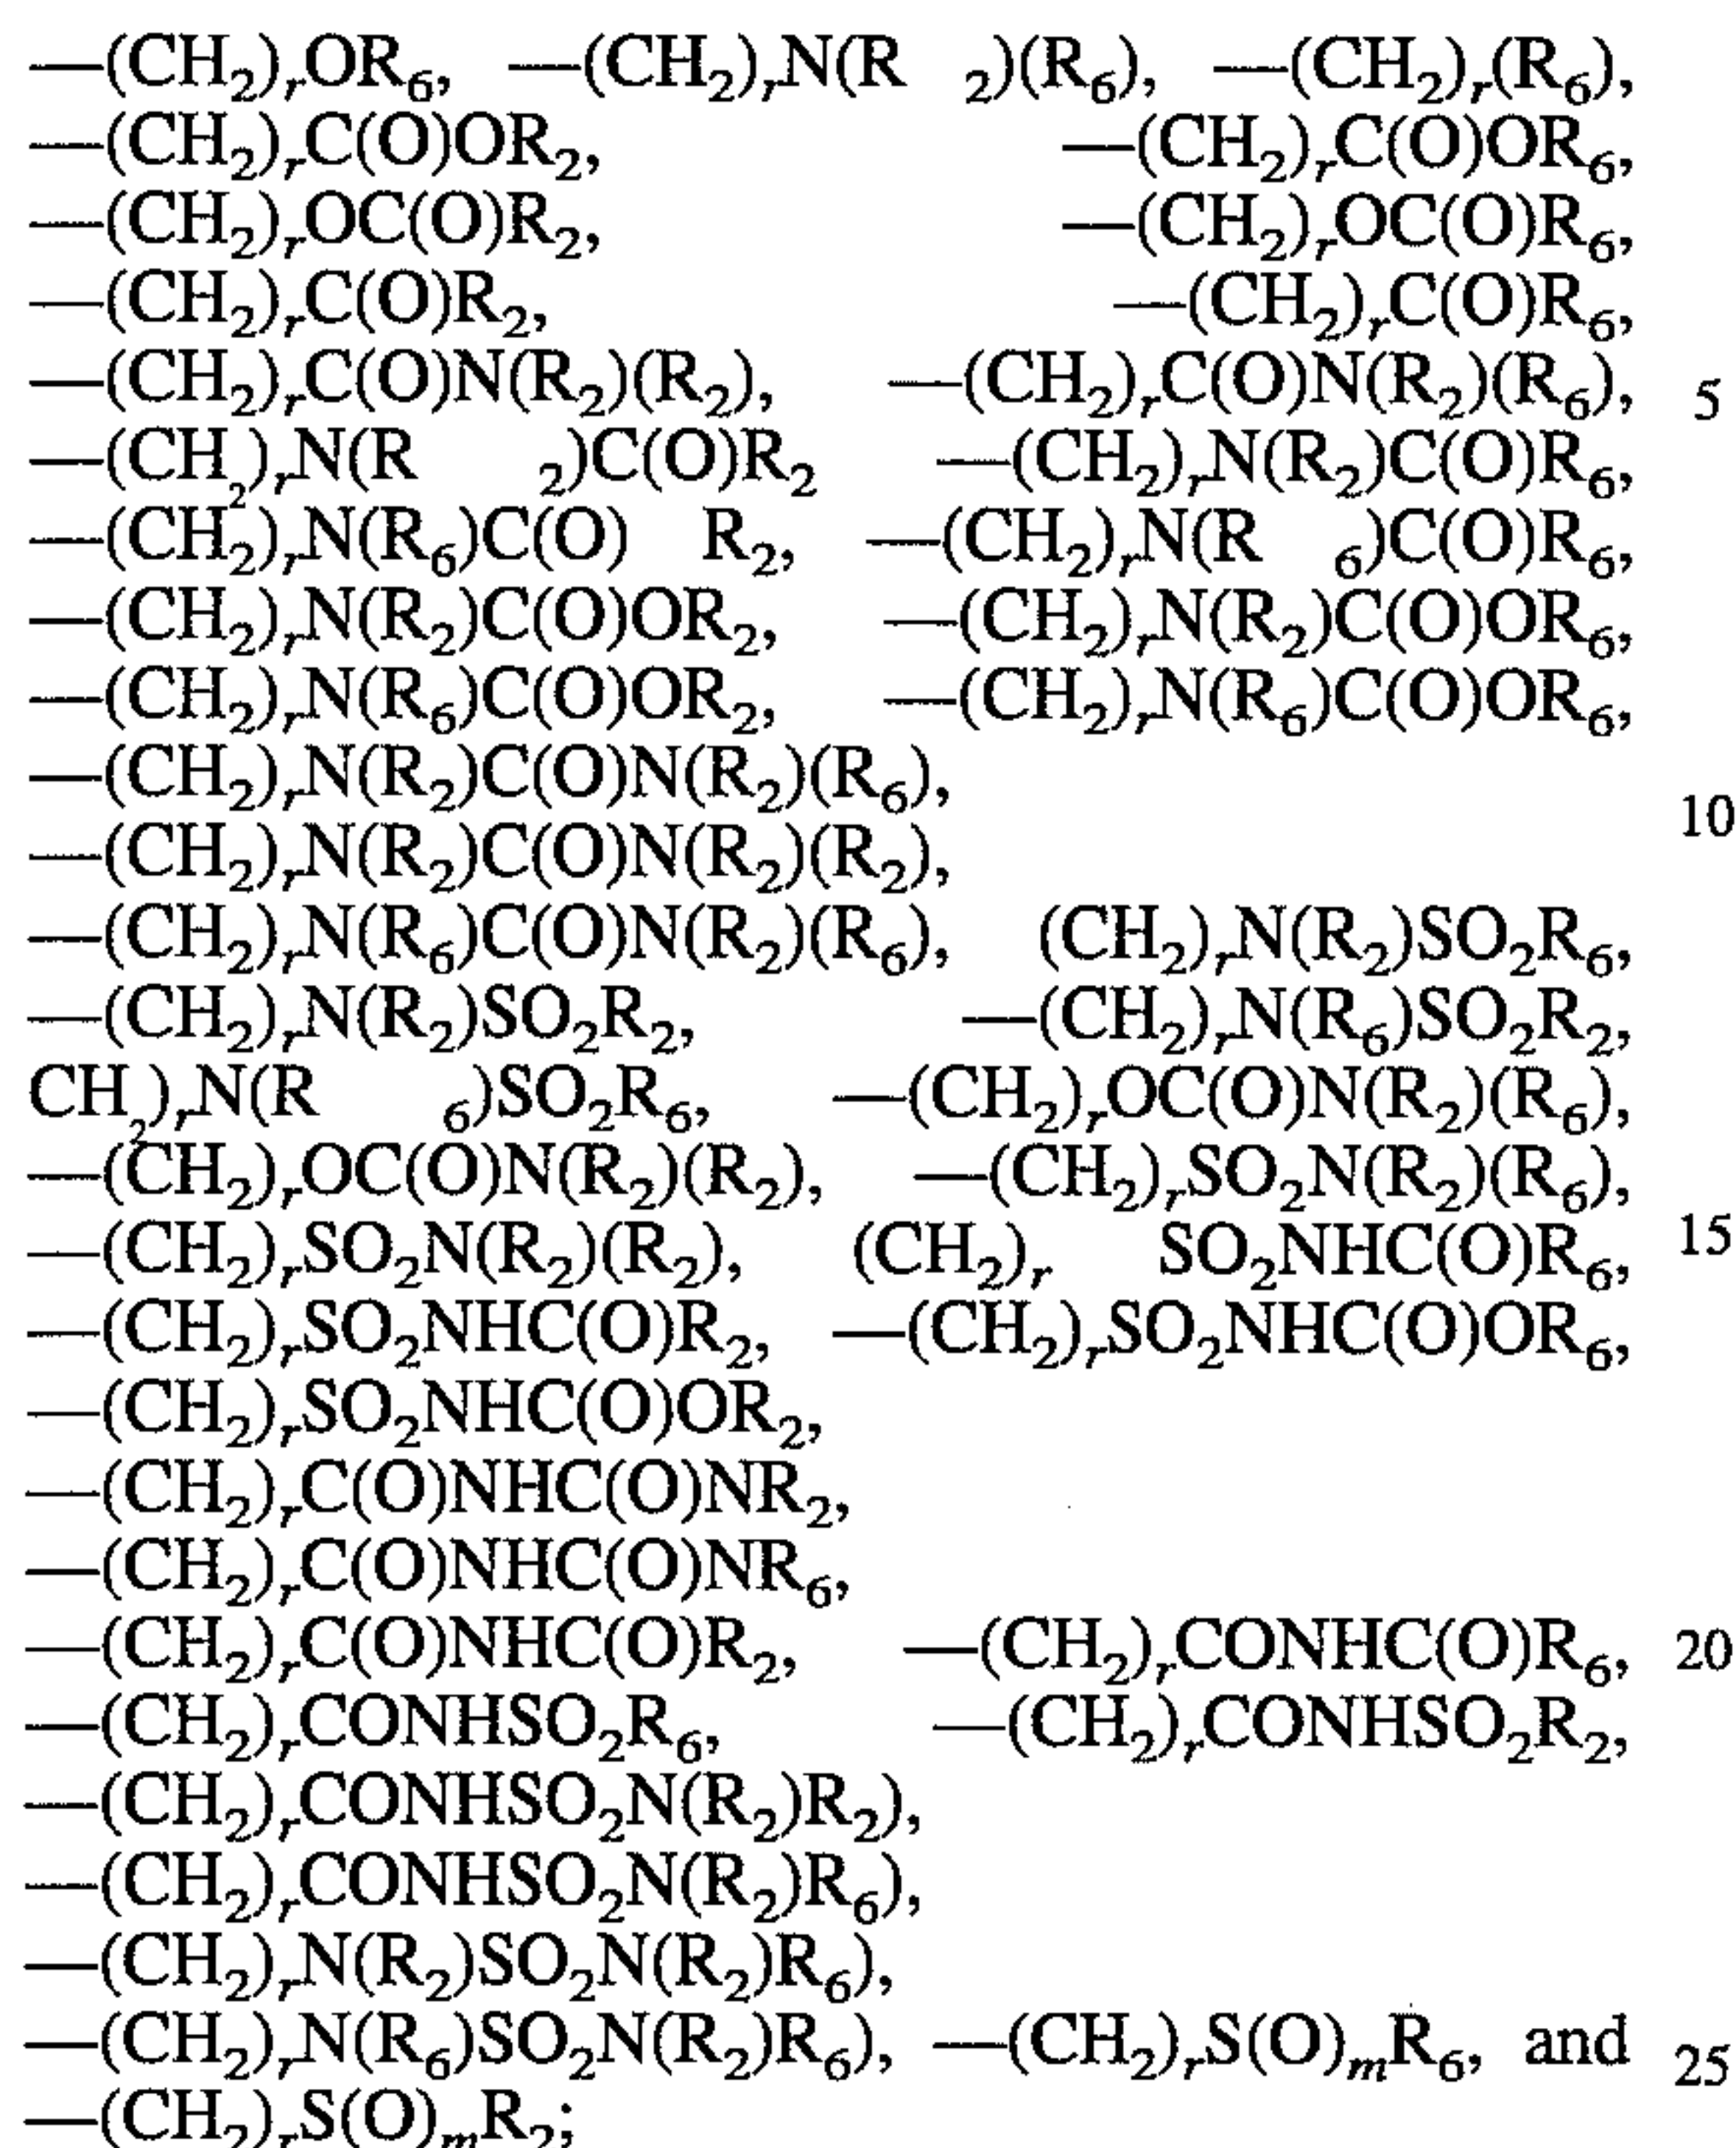 —(CH₂)ᵣOR₆, —(CH₂)ᵣN(R ₂)(R₆), —(CH₂)ᵣ(R₆),
—(CH₂)ᵣC(O)OR₂, —(CH₂)ᵣC(O)OR₆,
—(CH₂)ᵣOC(O)R₂, —(CH₂)ᵣOC(O)R₆,
—(CH₂)ᵣC(O)R₂, —(CH₂)ᵣC(O)R₆,
—(CH₂)ᵣC(O)N(R₂)(R₂), —(CH₂)ᵣC(O)N(R₂)(R₆), 5
—(CH₂)ᵣN(R ₂)C(O)R₂ —(CH₂)ᵣN(R₂)C(O)R₆,
—(CH₂)ᵣN(R₆)C(O) R₂, —(CH₂)ᵣN(R ₆)C(O)R₆,
—(CH₂)ᵣN(R₂)C(O)OR₂, —(CH₂)ᵣN(R₂)C(O)OR₆,
—(CH₂)ᵣN(R₆)C(O)OR₂, —(CH₂)ᵣN(R₆)C(O)OR₆,
—(CH₂)ᵣN(R₂)C(O)N(R₂)(R₆), 10
—(CH₂)ᵣN(R₂)C(O)N(R₂)(R₂),
—(CH₂)ᵣN(R₆)C(O)N(R₂)(R₆), (CH₂)ᵣN(R₂)SO₂R₆,
—(CH₂)ᵣN(R₂)SO₂R₂, —(CH₂)ᵣN(R₆)SO₂R₂,
CH₂)ᵣN(R ₆)SO₂R₆, —(CH₂)ᵣOC(O)N(R₂)(R₆),
—(CH₂)ᵣOC(O)N(R₂)(R₂), —(CH₂)ᵣSO₂N(R₂)(R₆),
—(CH₂)ᵣSO₂N(R₂)(R₂), (CH₂)ᵣ SO₂NHC(O)R₆, 15
—(CH₂)ᵣSO₂NHC(O)R₂, —(CH₂)ᵣSO₂NHC(O)OR₆,
—(CH₂)ᵣSO₂NHC(O)OR₂,
—(CH₂)ᵣC(O)NHC(O)NR₂,
—(CH₂)ᵣC(O)NHC(O)NR₆,
—(CH₂)ᵣC(O)NHC(O)R₂, —(CH₂)ᵣCONHC(O)R₆, 20
—(CH₂)ᵣCONHSO₂R₆, —(CH₂)ᵣCONHSO₂R₂,
—(CH₂)ᵣCONHSO₂N(R₂)R₂),
—(CH₂)ᵣCONHSO₂N(R₂)R₆),
—(CH₂)ᵣN(R₂)SO₂N(R₂)R₆),
—(CH₂)ᵣN(R₆)SO₂N(R₂)R₆), —(CH₂)ᵣS(O)ₘR₆, and 25
—(CH₂)ᵣS(O)ₘR₂;